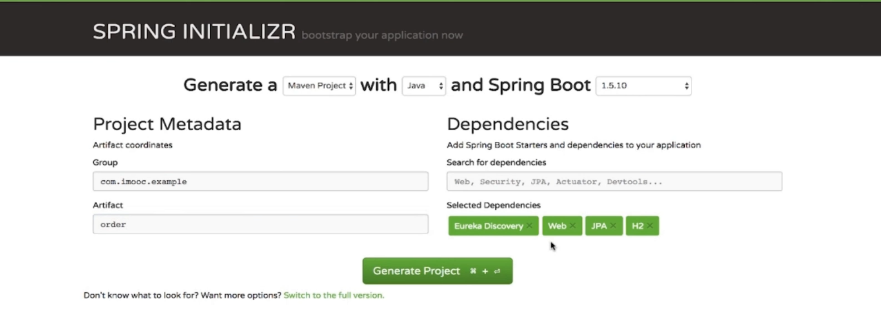 SPRING INITIALIZR bootstrap your application now
Generate a Maven Project with Java and Spring Boot 1.5.10
Project Metadata
Artifact coordinates
Group
com.imooc.example
Artifact
order
Dependencies
Add Spring Boot Starters and dependencies to your application
Search for dependencies
Web, Security, JPA, Actuator, Devtools...
Selected Dependencies
Eureka Discovery × Web × JPA × H2 ×
Generate Project ⌘ + ⏎
Don't know what to look for? Want more options? Switch to the full version.